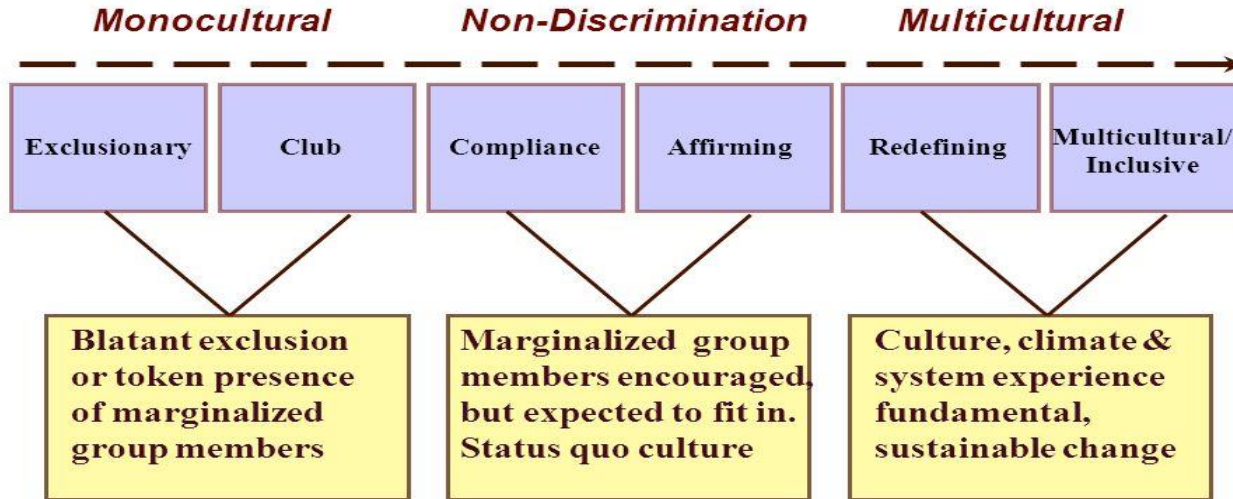 Monocultural Non-Discrimination Multicultural
Exclusionary
Club
Compliance
Affirming
Redefining
Multicultural/
Inclusive
Blatant exclusion
or token presence
of marginalized
group members
Marginalized group
members encouraged,
but expected to fit in.
Status quo culture
Culture, climate &
system experience
fundamental,
sustainable change